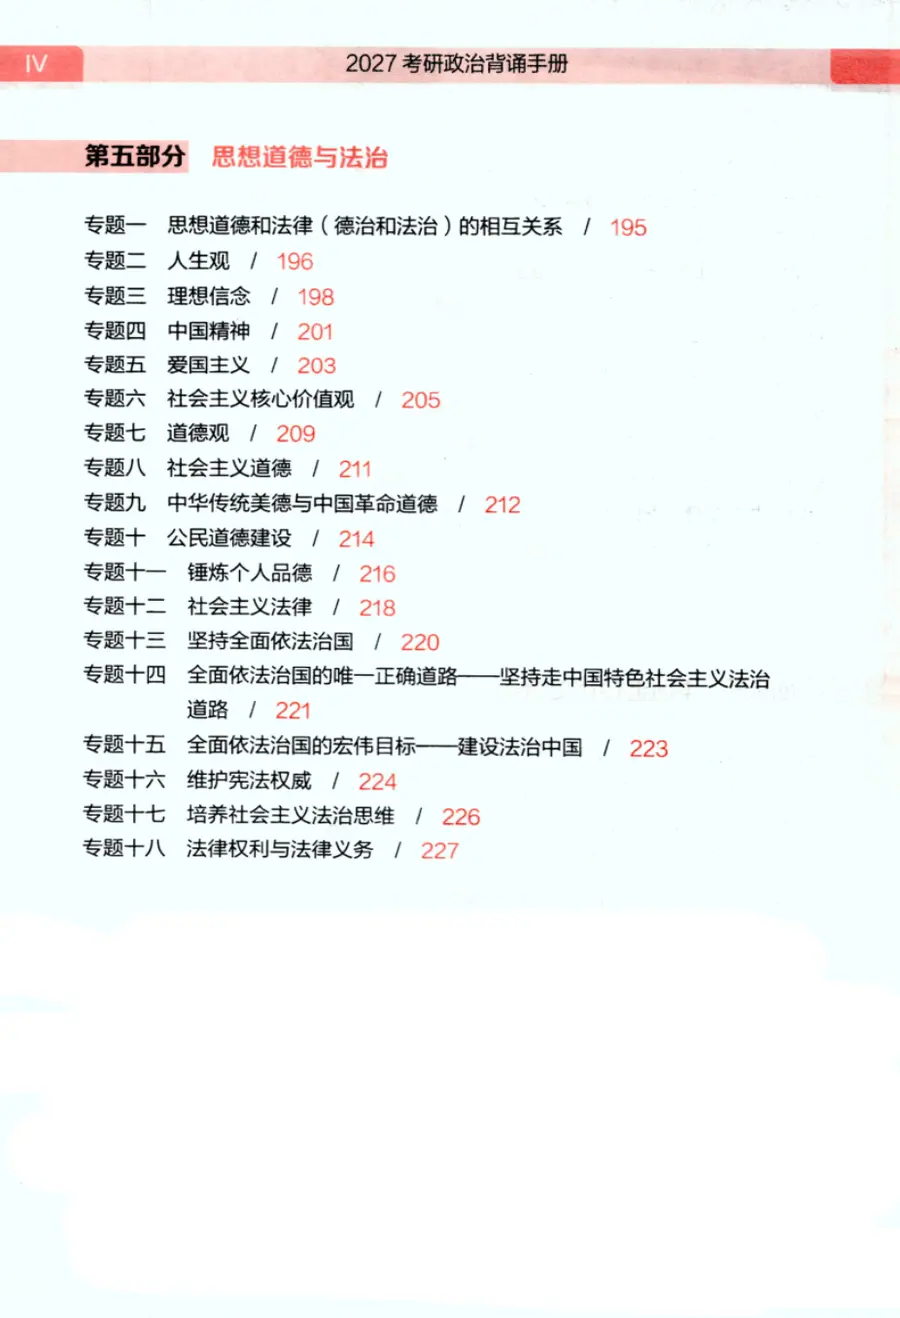 IV
2027考研政治背诵手册
第五部分 思想道德与法治
专题一 思想道德和法律（德治和法治）的相互关系 / 195
专题二 人生观 / 196
专题三 理想信念 / 198
专题四 中国精神 / 201
专题五 爱国主义 / 203
专题六 社会主义核心价值观 / 205
专题七 道德观 / 209
专题八 社会主义道德 / 211
专题九 中华传统美德与中国革命道德 / 212
专题十 公民道德建设 / 214
专题十一 锤炼个人品德 / 216
专题十二 社会主义法律 / 218
专题十三 坚持全面依法治国 / 220
专题十四 全面依法治国的唯一正确道路——坚持走中国特色社会主义法治
道路 / 221
专题十五 全面依法治国的宏伟目标——建设法治中国 / 223
专题十六 维护宪法权威 / 224
专题十七 培养社会主义法治思维 / 226
专题十八 法律权利与法律义务 / 227